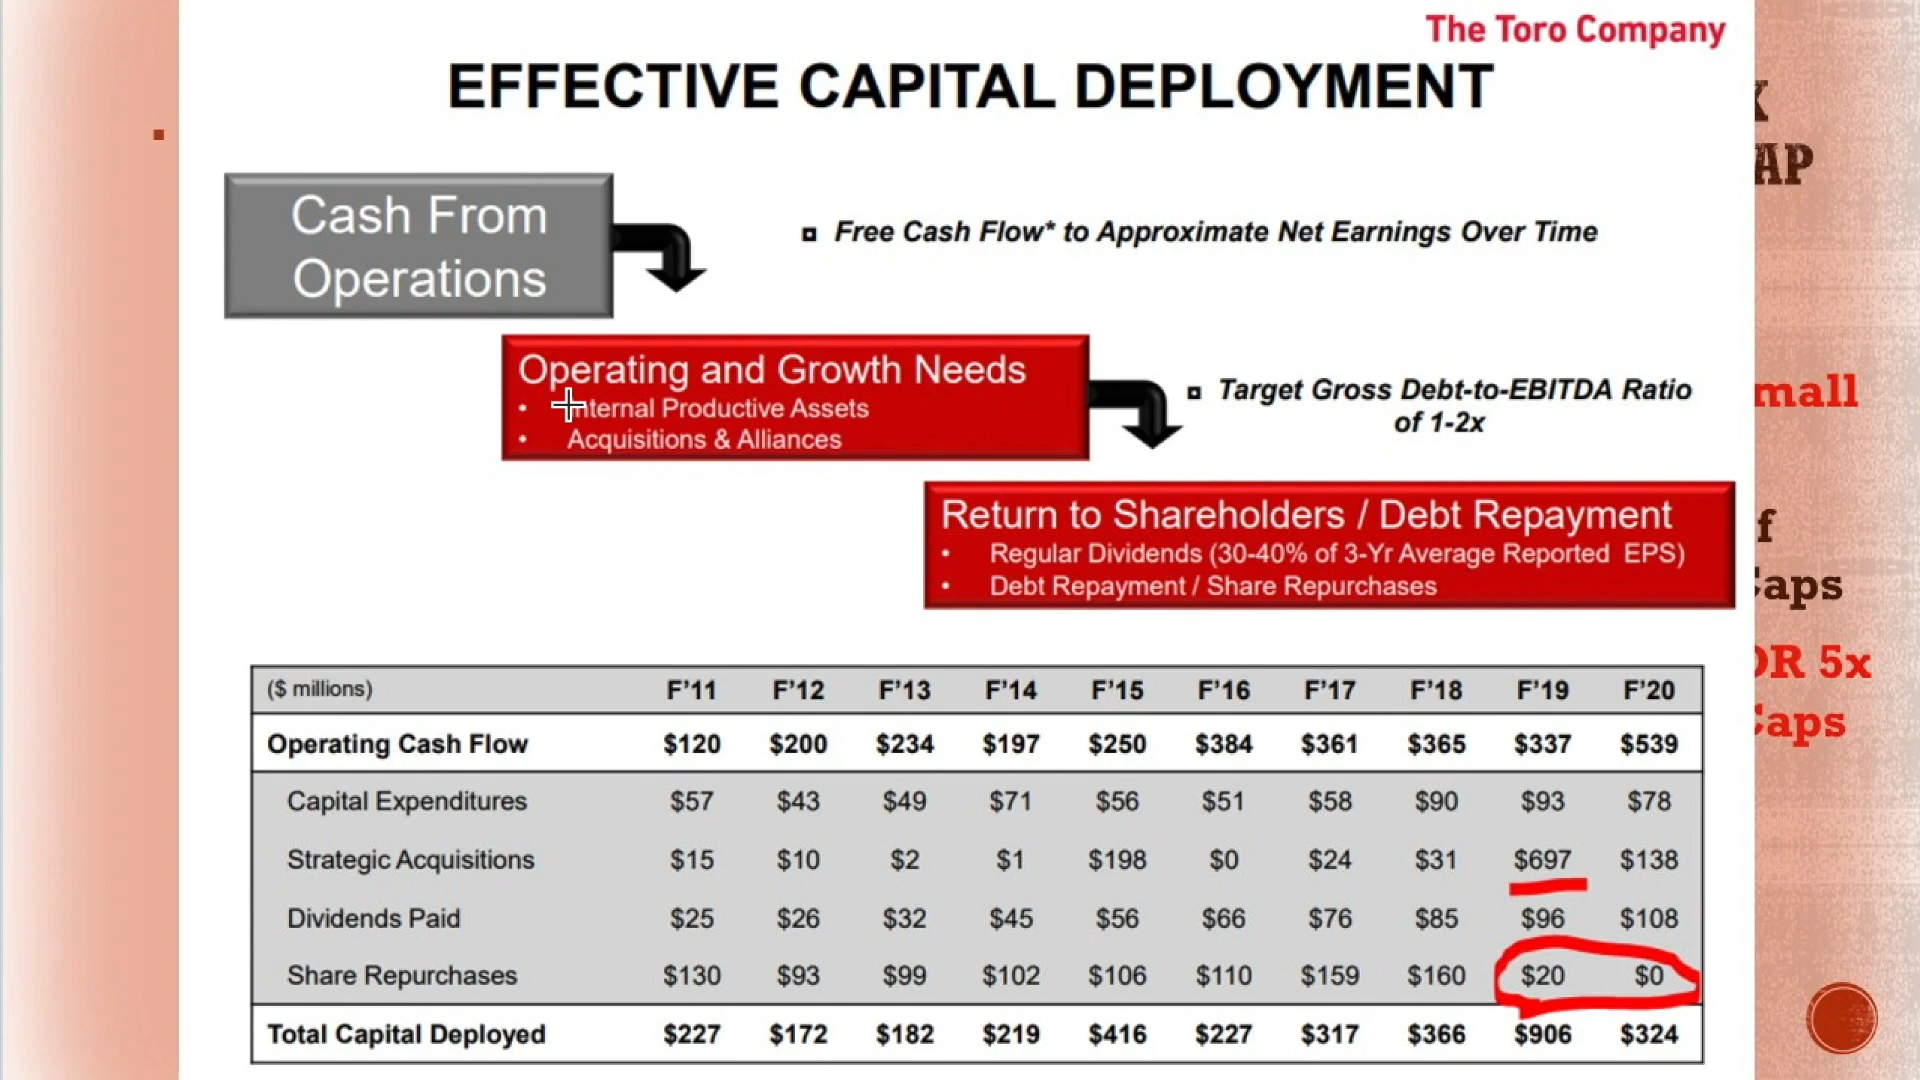 The Toro Company
EFFECTIVE CAPITAL DEPLOYMENT
Cash From
Operations
Free Cash Flow* to Approximate Net Earnings Over Time
Operating and Growth Needs
• Internal Productive Assets
• Acquisitions & Alliances
Target Gross Debt-to-EBITDA Ratio
of 1-2x
Return to Shareholders / Debt Repayment
• Regular Dividends (30-40% of 3-Yr Average Reported EPS)
• Debt Repayment / Share Repurchases
($ millions) F'11 F'12 F'13 F'14 F'15 F'16 F'17 F'18 F'19 F'20
Operating Cash Flow $120 $200 $234 $197 $250 $384 $361 $365 $337 $539
Capital Expenditures $57 $43 $49 $71 $56 $51 $58 $90 $93 $78
Strategic Acquisitions $15 $10 $2 $1 $198 $0 $24 $31 $697 $138
Dividends Paid $25 $26 $32 $45 $56 $66 $76 $85 $96 $108
Share Repurchases $130 $93 $99 $102 $106 $110 $159 $160 $20 $0
Total Capital Deployed $227 $172 $182 $219 $416 $227 $317 $366 $906 $324
AP
mall
f
aps
OR 5x
aps